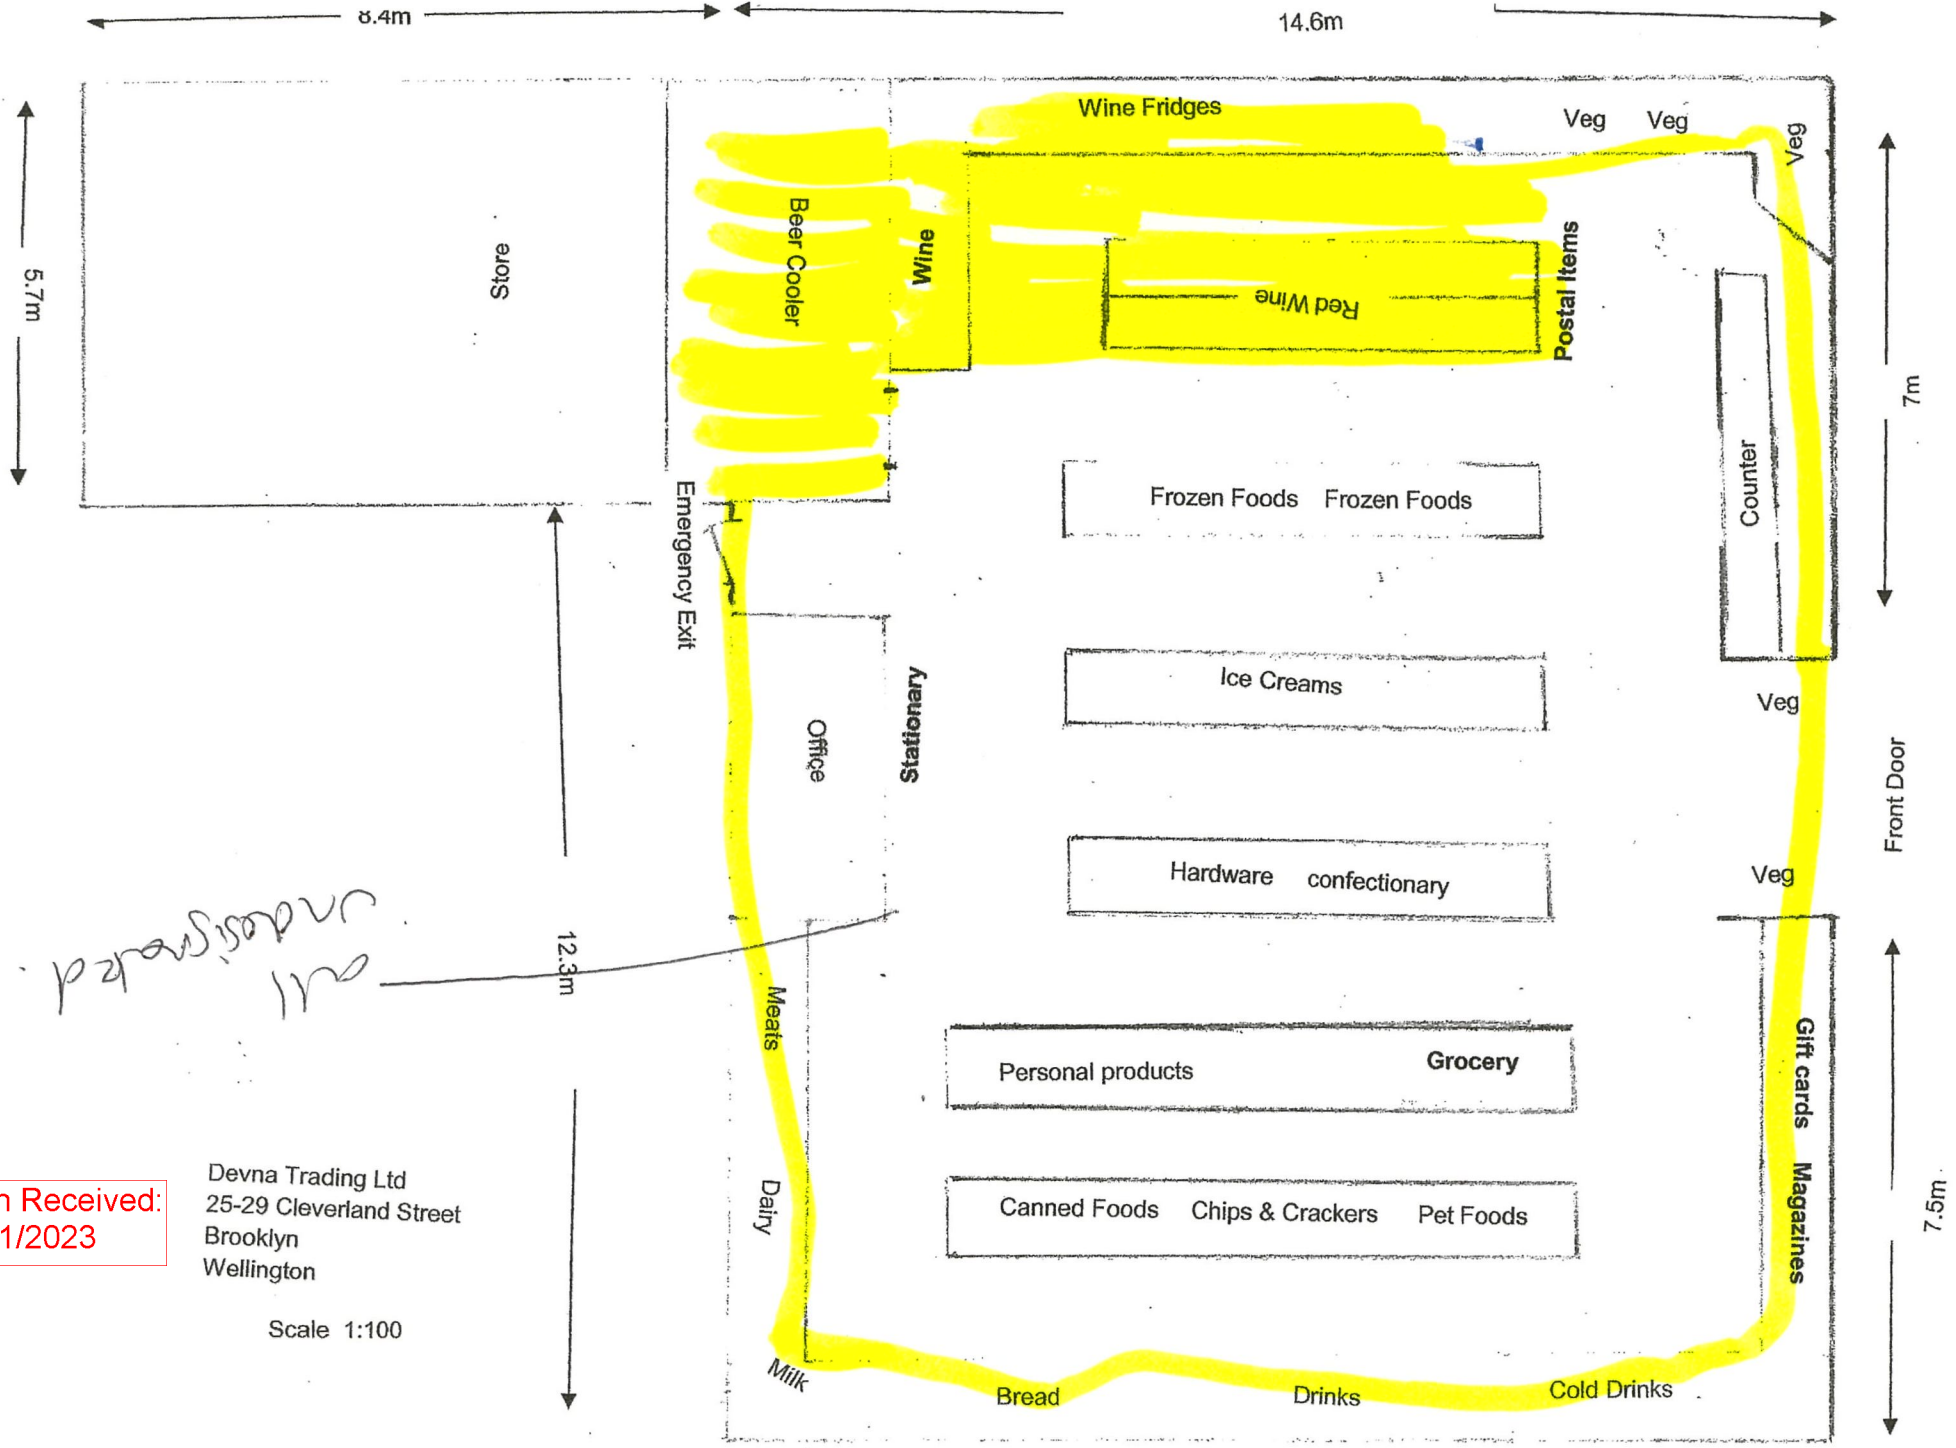 8.4m
14.6m
Wine Fridges
Veg
Veg
Veg
5.7m
Store
Beer Cooler
Wine
Red Wine
Postal Items
7m
Counter
Frozen Foods Frozen Foods
Emergency Exit
Ice Creams
Veg
Office
Stationary
Front Door
Hardware confectionary
Veg
all
undesignated.
12.3m
Meats
Personal products
Grocery
Gift cards Magazines
Dairy
Canned Foods Chips & Crackers Pet Foods
7.5m
n Received:
1/2023
Devna Trading Ltd
25-29 Cleverland Street
Brooklyn
Wellington
Scale 1:100
Milk
Bread
Drinks
Cold Drinks